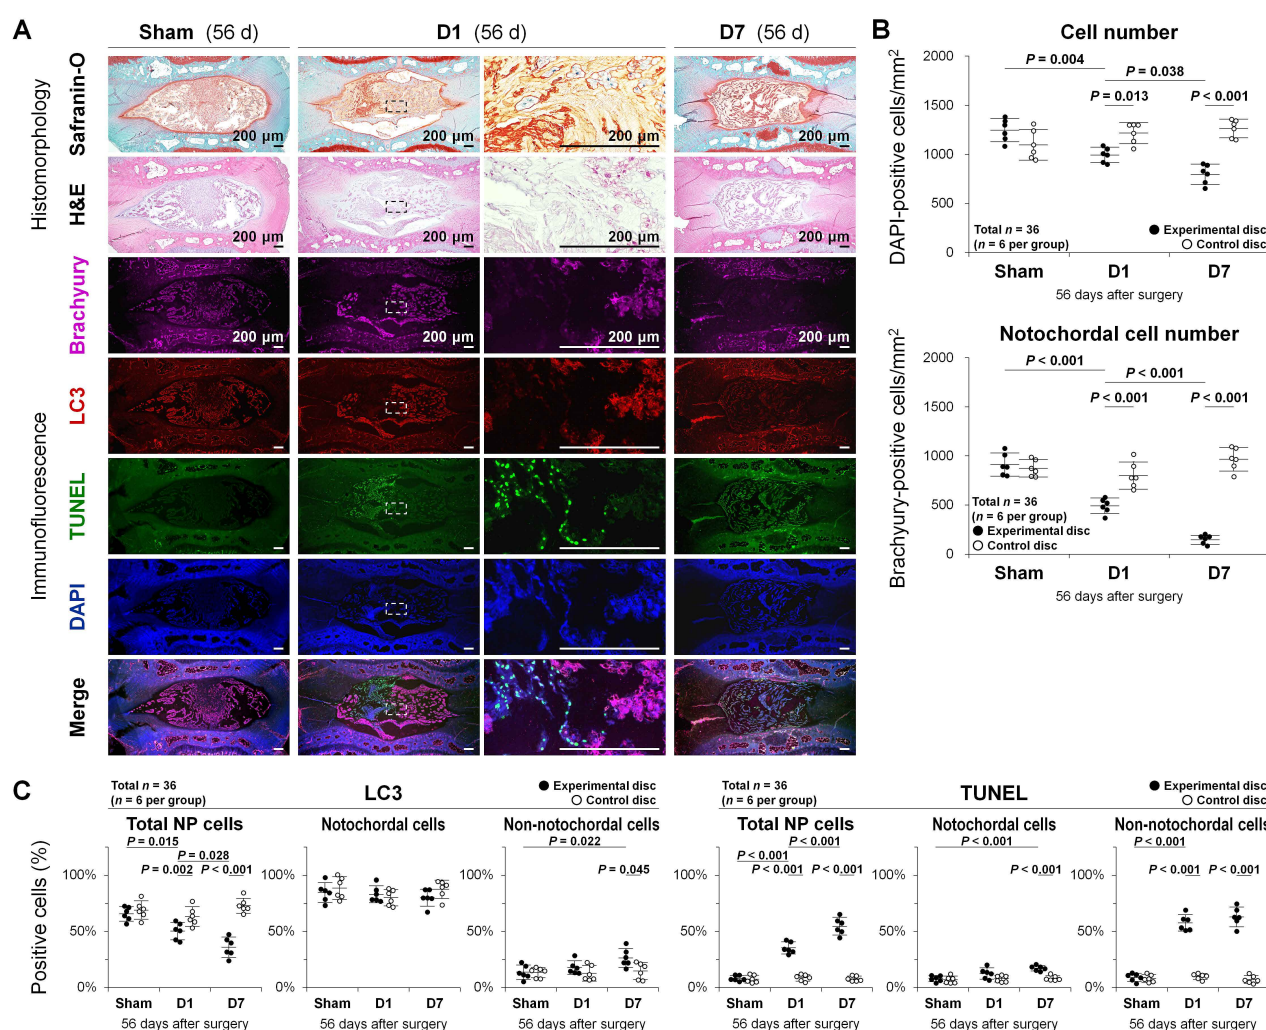 A
Sham (56 d)
D1 (56 d)
D7 (56 d)
Histomorphology
Safranin-O
200 µm
200 µm
200 µm
200 µm
H&E
200 µm
200 µm
200 µm
200 µm
Immunofluorescence
Brachyury
200 µm
200 µm
200 µm
200 µm
LC3
TUNEL
DAPI
Merge
B
Cell number
DAPI-positive cells/mm2
2000
1500
1000
500
0
P = 0.004
P = 0.038
P = 0.013
P < 0.001
Total n = 36
(n = 6 per group)
Experimental disc
Control disc
Sham
D1
D7
56 days after surgery
Notochordal cell number
Brachyury-positive cells/mm2
2000
1500
1000
500
0
P < 0.001
P < 0.001
P < 0.001
P < 0.001
Total n = 36
(n = 6 per group)
Experimental disc
Control disc
Sham
D1
D7
56 days after surgery
C
Total n = 36
(n = 6 per group)
LC3
Experimental disc
Control disc
Positive cells (%)
Total NP cells
P = 0.015
P = 0.028
P = 0.002
P < 0.001
100%
50%
0%
Sham
D1
D7
56 days after surgery
Notochordal cells
100%
50%
0%
Sham
D1
D7
56 days after surgery
Non-notochordal cells
P = 0.022
P = 0.045
100%
50%
0%
Sham
D1
D7
56 days after surgery
Total n = 36
(n = 6 per group)
TUNEL
Experimental disc
Control disc
Total NP cells
P < 0.001
P < 0.001
P < 0.001
P < 0.001
100%
50%
0%
Sham
D1
D7
56 days after surgery
Notochordal cells
P < 0.001
P < 0.001
100%
50%
0%
Sham
D1
D7
56 days after surgery
Non-notochordal cells
P < 0.001
P < 0.001
P < 0.001
100%
50%
0%
Sham
D1
D7
56 days after surgery